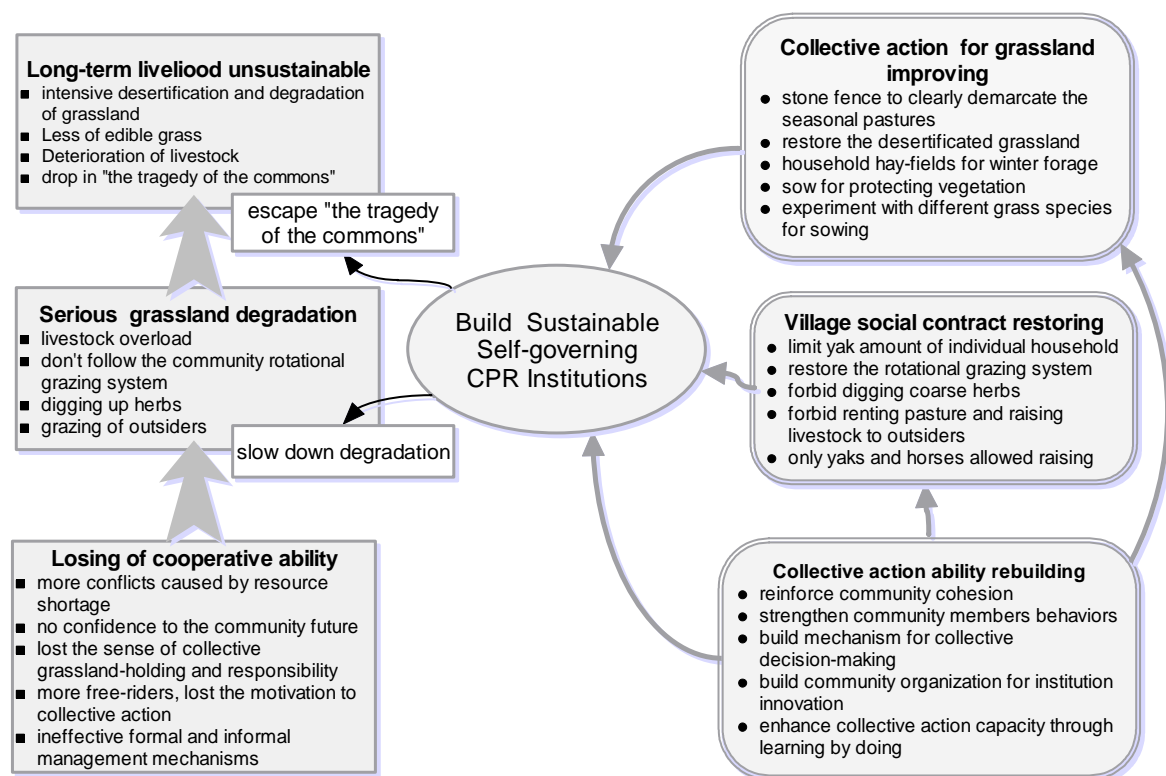 Long-term liveliood unsustainable
intensive desertification and degradation
of grassland
Less of edible grass
Deterioration of livestock
drop in "the tragedy of the commons"
escape "the tragedy
of the commons"
Serious grassland degradation
livestock overload
don't follow the community rotational
grazing system
digging up herbs
grazing of outsiders
slow down degradation
Losing of cooperative ability
more conflicts caused by resource
shortage
no confidence to the community future
lost the sense of collective
grassland-holding and responsibility
more free-riders, lost the motivation to
collective action
ineffective formal and informal
management mechanisms
Build Sustainable
Self-governing
CPR Institutions
Collective action for grassland
improving
stone fence to clearly demarcate the
seasonal pastures
restore the desertificated grassland
household hay-fields for winter forage
sow for protecting vegetation
experiment with different grass species
for sowing
Village social contract restoring
limit yak amount of individual household
restore the rotational grazing system
forbid digging coarse herbs
forbid renting pasture and raising
livestock to outsiders
only yaks and horses allowed raising
Collective action ability rebuilding
reinforce community cohesion
strengthen community members behaviors
build mechanism for collective
decision-making
build community organization for institution
innovation
enhance collective action capacity through
learning by doing